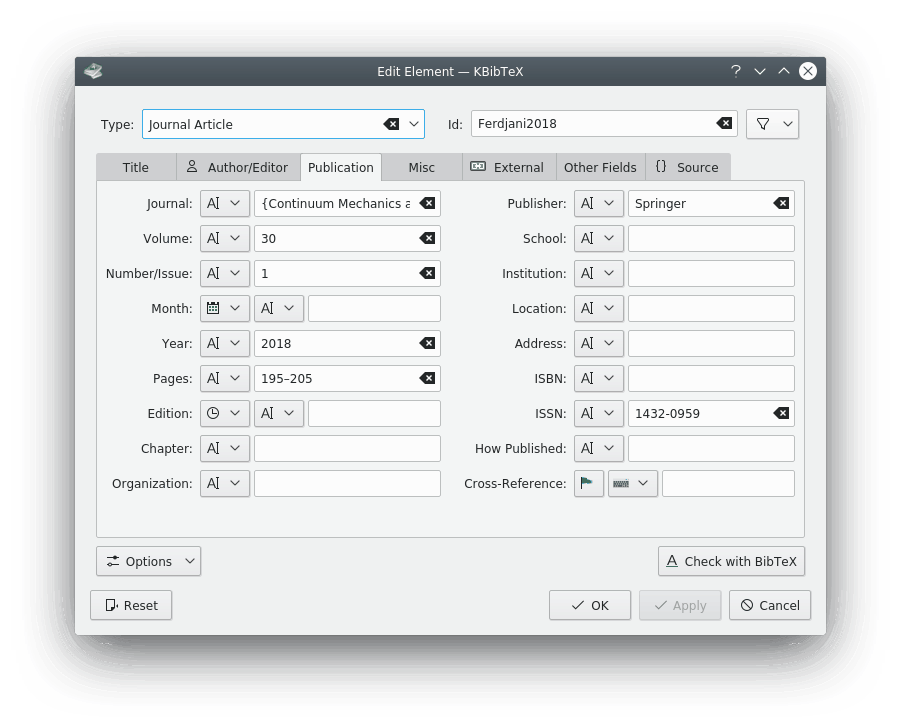 Edit Element — KBibTeX
Type: Journal Article Id: Ferdjani2018
Title Author/Editor Publication Misc External Other Fields Source
Journal: {Continuum Mechanics a Publisher: Springer
Volume: 30 School:
Number/Issue: 1 Institution:
Month: Location:
Year: 2018 Address:
Pages: 195–205 ISBN:
Edition: ISSN: 1432-0959
Chapter: How Published:
Organization: Cross-Reference:
Options Check with BibTeX
Reset OK Apply Cancel